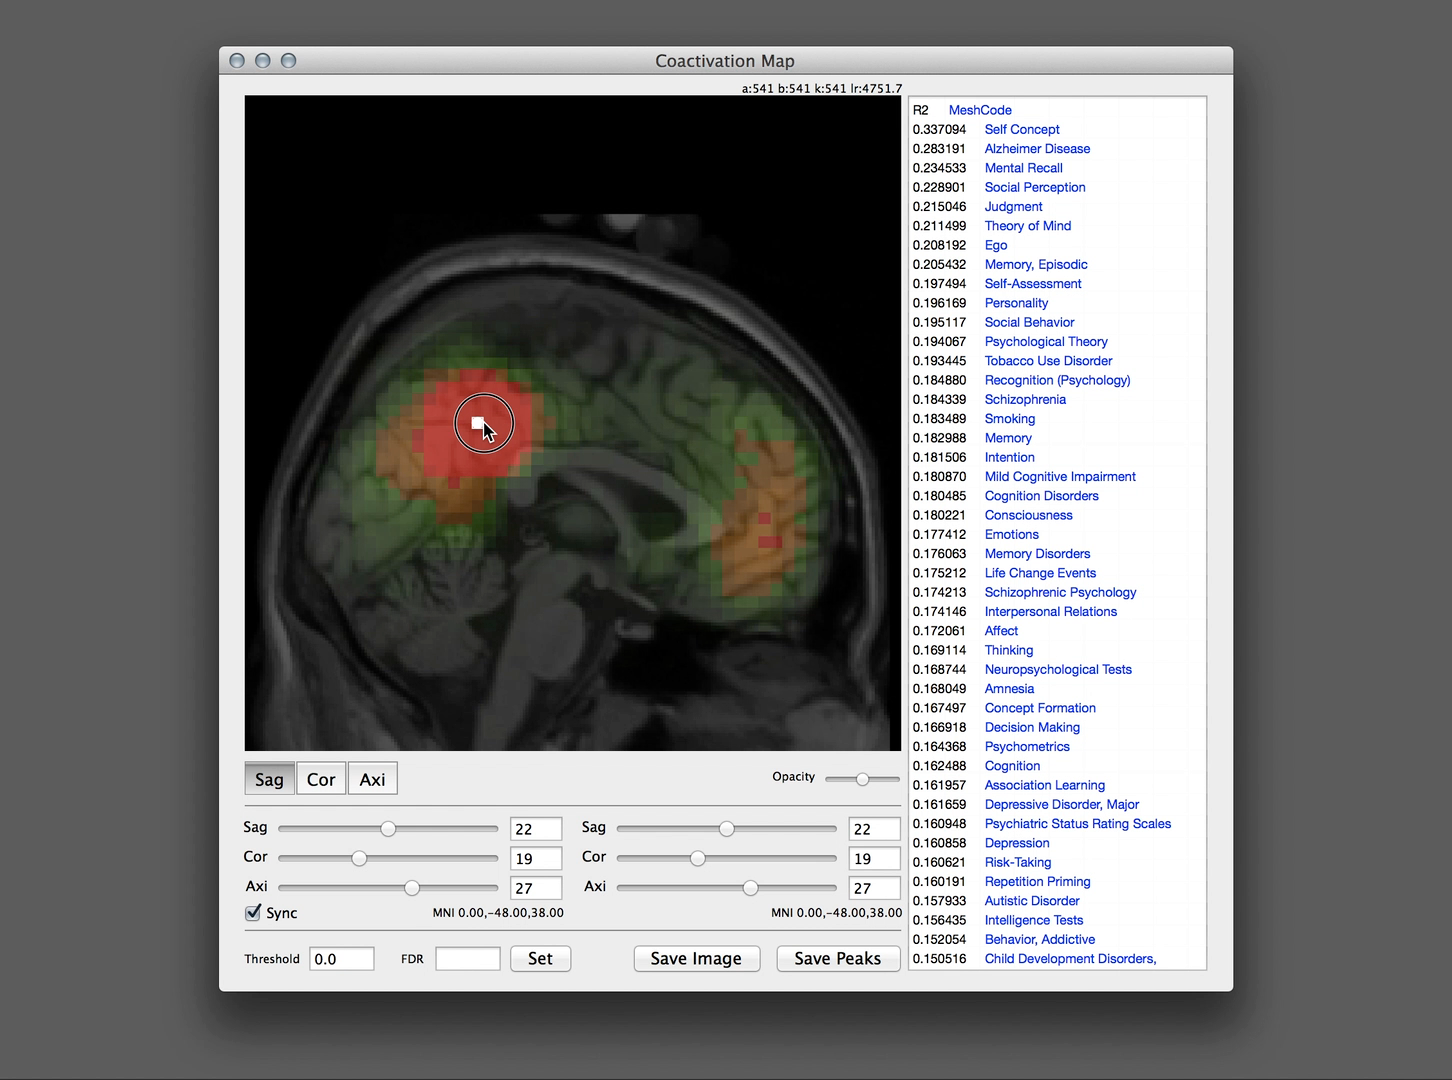 Coactivation Map
a:541 b:541 k:541 lr:4751.7
R2 MeshCode
0.337094 Self Concept
0.283191 Alzheimer Disease
0.234533 Mental Recall
0.228901 Social Perception
0.215046 Judgment
0.211499 Theory of Mind
0.208192 Ego
0.205432 Memory, Episodic
0.197494 Self-Assessment
0.196169 Personality
0.195117 Social Behavior
0.194067 Psychological Theory
0.193445 Tobacco Use Disorder
0.184880 Recognition (Psychology)
0.184339 Schizophrenia
0.183489 Smoking
0.182988 Memory
0.181506 Intention
0.180870 Mild Cognitive Impairment
0.180485 Cognition Disorders
0.180221 Consciousness
0.177412 Emotions
0.176063 Memory Disorders
0.175212 Life Change Events
0.174213 Schizophrenic Psychology
0.174146 Interpersonal Relations
0.172061 Affect
0.169114 Thinking
0.168744 Neuropsychological Tests
0.168049 Amnesia
0.167497 Concept Formation
0.166918 Decision Making
0.164368 Psychometrics
0.162488 Cognition
0.161957 Association Learning
0.161659 Depressive Disorder, Major
0.160948 Psychiatric Status Rating Scales
0.160858 Depression
0.160621 Risk-Taking
0.160191 Repetition Priming
0.157933 Autistic Disorder
0.156435 Intelligence Tests
0.152054 Behavior, Addictive
0.150516 Child Development Disorders,
Sag Cor Axi Opacity
Sag 22 Sag 22
Cor 19 Cor 19
Axi 27 Axi 27
Sync MNI 0.00,−48.00,38.00 MNI 0.00,−48.00,38.00
Threshold 0.0 FDR Set Save Image Save Peaks